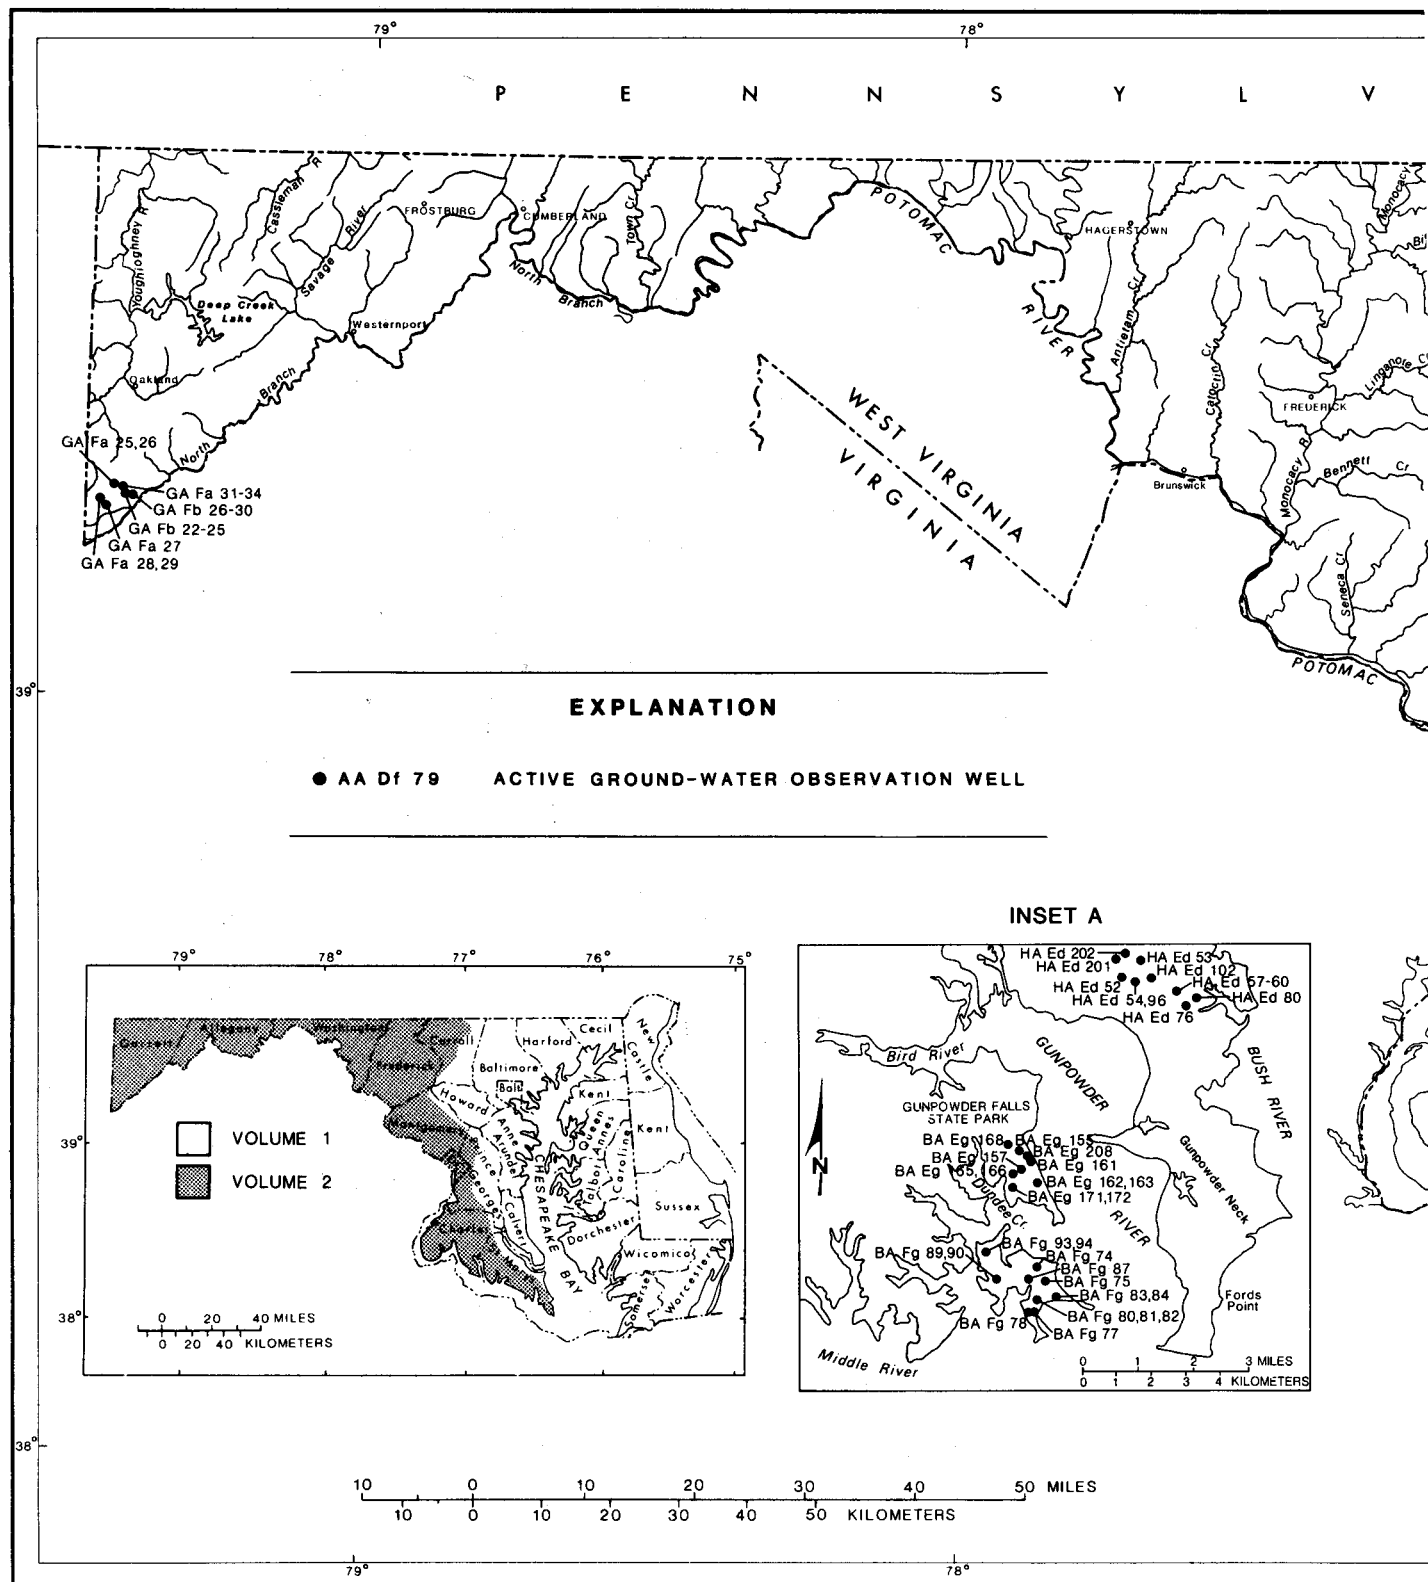 79° 78°
P E N N S Y L V
Youghiogheny R
Casselman R
Savage River
FROSTBURG
CUMBERLAND
Town Cr
POTOMAC RIVER
HAGERSTOWN
Monocacy
Deep Creek Lake
North Branch
Westernport
Antietam Cr
Catoctin Cr
Oakland
North Branch
FREDERICK
WEST VIRGINIA
VIRGINIA
Brunswick
Monocacy R
Bennett Cr
Seneca Cr
POTOMAC
GA Fa 25,26
GA Fa 31-34
GA Fb 26-30
GA Fb 22-25
GA Fa 27
GA Fa 28,29
39°
EXPLANATION
AA Df 79 ACTIVE GROUND-WATER OBSERVATION WELL
79° 78° 77° 76° 75°
Garrett
Allegany
Washington
Frederick
Carroll
Baltimore
Balt
Harford
Cecil
New Castle
Howard
Montgomery
Anne Arundel
Prince Georges
Kent
Queen Annes
Kent
Talbot
Caroline
CHESAPEAKE BAY
Calvert
Charles
St. Marys
Dorchester
Sussex
Wicomico
Somerset
Worcester
39°
38°
VOLUME 1
VOLUME 2
0 20 40 MILES
0 20 40 KILOMETERS
INSET A
HA Ed 202
HA Ed 53
HA Ed 201
HA Ed 102
HA Ed 52
HA Ed 57-60
HA Ed 54,96
HA Ed 80
HA Ed 76
Bird River
GUNPOWDER RIVER
BUSH RIVER
GUNPOWDER FALLS
STATE PARK
N
BA Eg 168
BA Eg 155
BA Eg 208
BA Eg 157
BA Eg 161
BA Eg 165,166
BA Eg 162,163
BA Eg 171,172
Gunpowder Neck
Dundee Cr.
BA Fg 93,94
BA Fg 89,90
BA Fg 74
BA Fg 87
BA Fg 75
BA Fg 83,84
BA Fg 80,81,82
BA Fg 78
BA Fg 77
Fords
Point
Middle River
0 1 2 3 MILES
0 1 2 3 4 KILOMETERS
38°
10 0 10 20 30 40 50 MILES
10 0 10 20 30 40 50 KILOMETERS
79° 78°